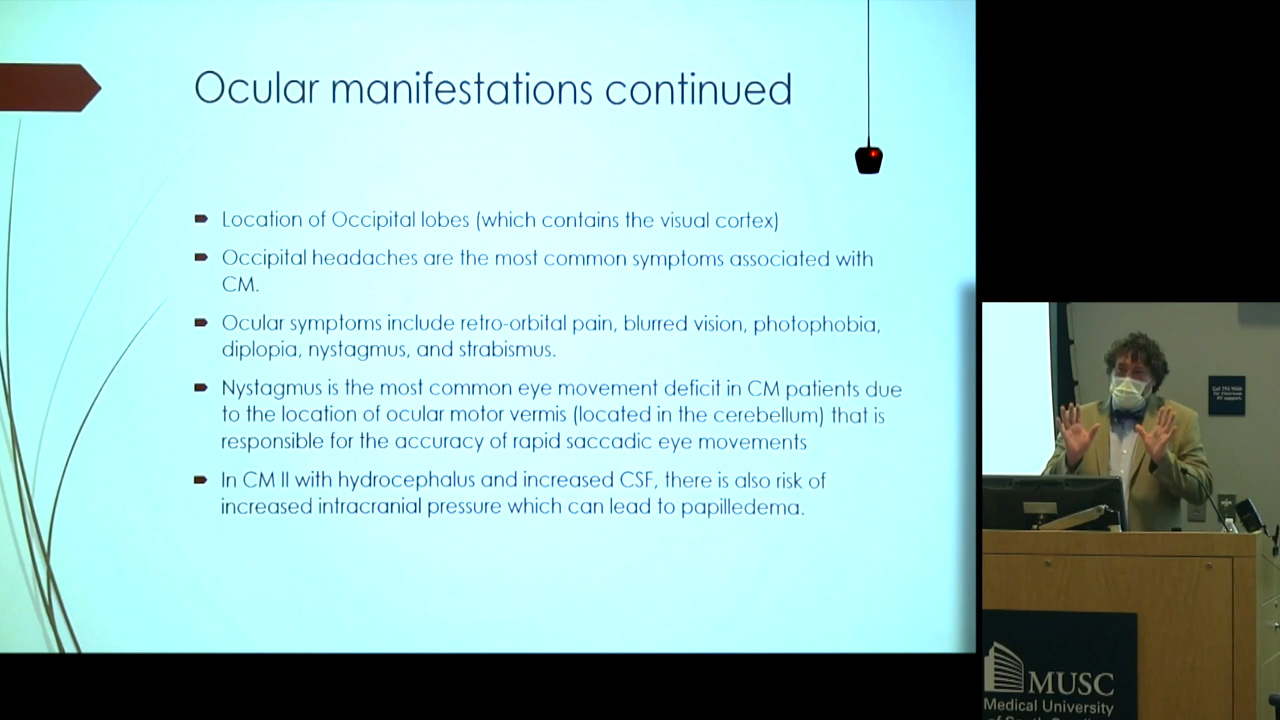 Ocular manifestations continued
Location of Occipital lobes (which contains the visual cortex)
Occipital headaches are the most common symptoms associated with
CM.
Ocular symptoms include retro-orbital pain, blurred vision, photophobia,
diplopia, nystagmus, and strabismus.
Nystagmus is the most common eye movement deficit in CM patients due
to the location of ocular motor vermis (located in the cerebellum) that is
responsible for the accuracy of rapid saccadic eye movements
In CM II with hydrocephalus and increased CSF, there is also risk of
increased intracranial pressure which can lead to papilledema.
MUSC
Medical University